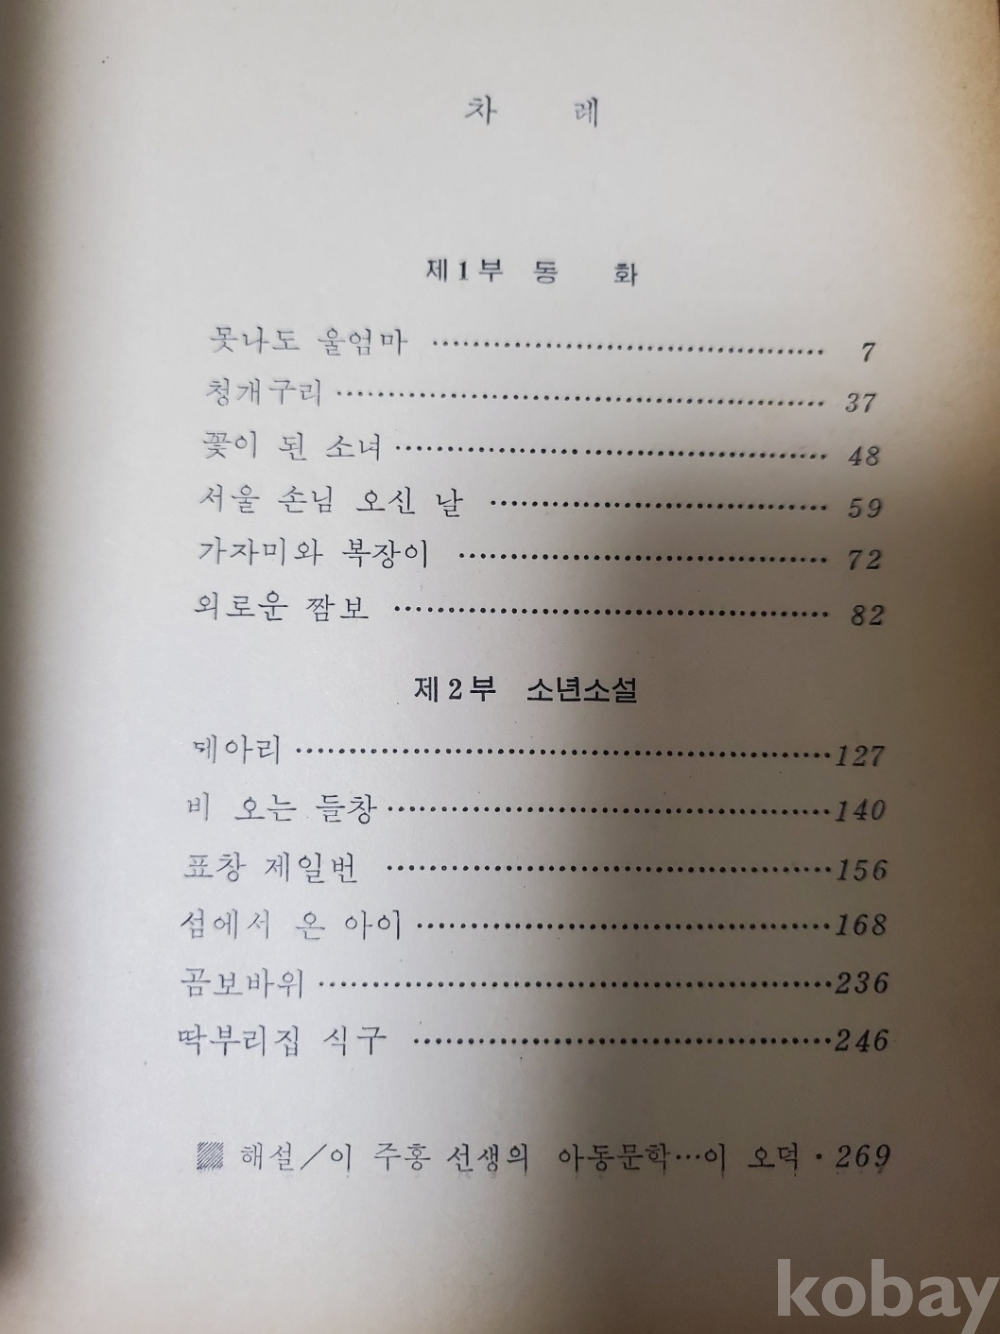 차 레
제1부 동 화
못나도 울엄마 ································ 7
청개구리 ········································ 37
꽃이 된 소녀 ·································· 48
서울 손님 오신 날 ·························· 59
가자미와 복장이 ···························· 72
외로운 짬보 ·································· 82
제2부 소년소설
메아리 ··········································127
비 오는 들창 ··································140
표창 제일번 ··································156
섬에서 온 아이 ································168
곰보바위 ········································236
딱부리집 식구 ································246
▨ 해설/이 주홍 선생의 아동문학…이 오덕·269
kobay